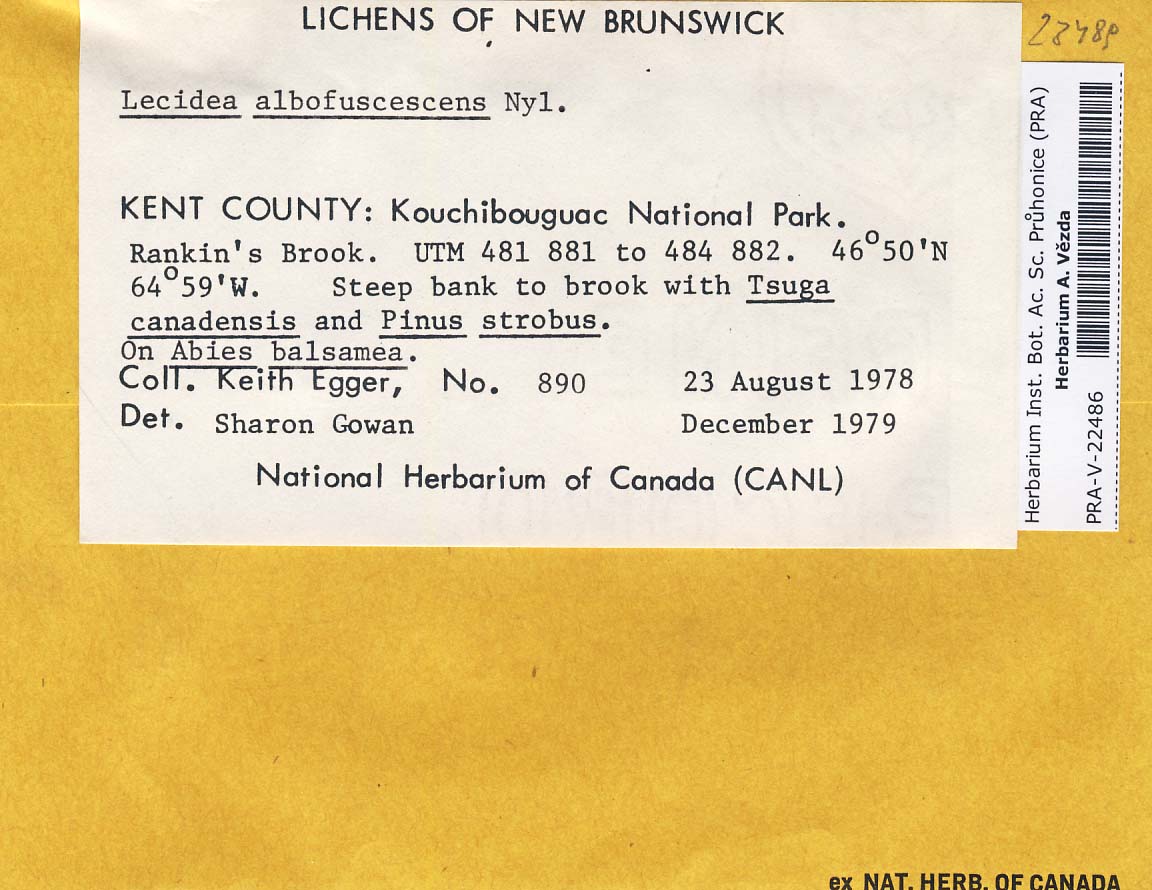 LICHENS OF NEW BRUNSWICK
Lecidea albofuscescens Nyl.
KENT COUNTY: Kouchibouguac National Park.
Rankin's Brook. UTM 481 881 to 484 882. 46°50'N
64°59'W. Steep bank to brook with Tsuga
canadensis and Pinus strobus.
On Abies balsamea.
Coll. Keith Egger, No. 890 23 August 1978
Det. Sharon Gowan December 1979
National Herbarium of Canada (CANL)
Herbarium Inst. Bot. Ac. Sc. Průhonice (PRA)
Herbarium A. Vězda
PRA-V-22486
ex NAT. HERB. OF CANADA